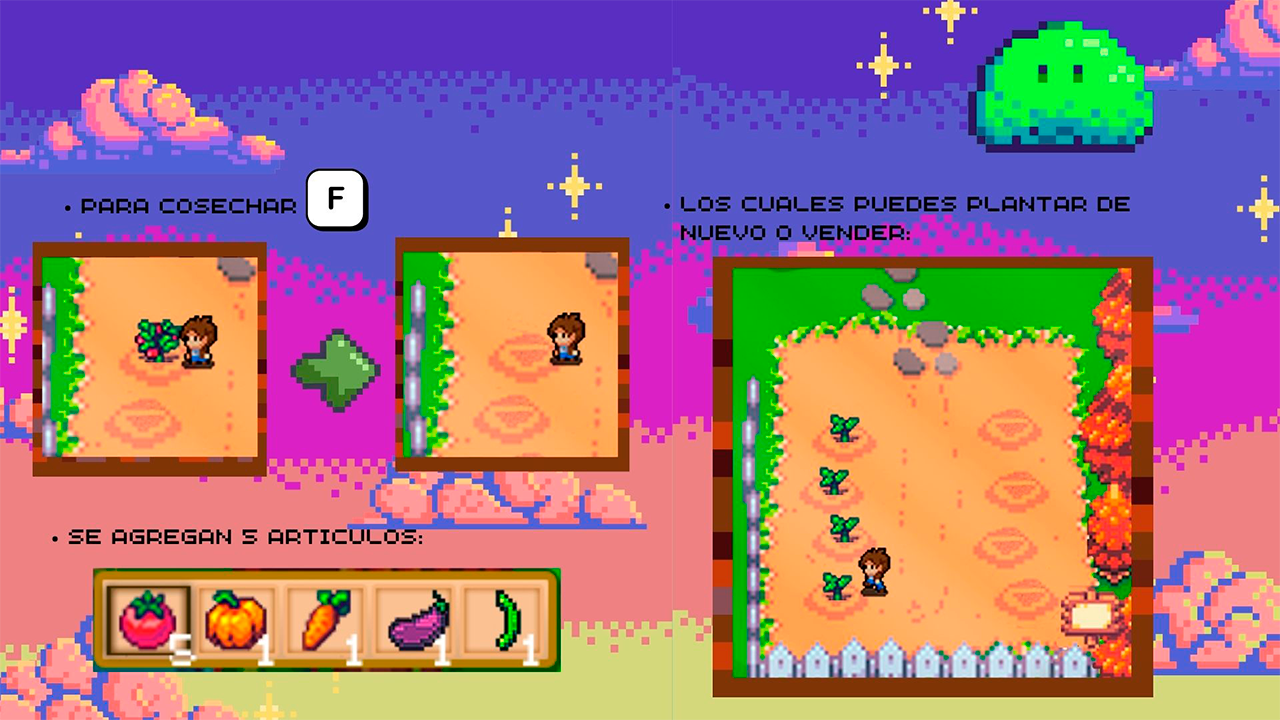 • PARA COSECHAR F
• SE AGREGAN 5 ARTICULOS:
5 1 1 1 1
• LOS CUALES PUEDES PLANTAR DE
NUEVO O VENDER: